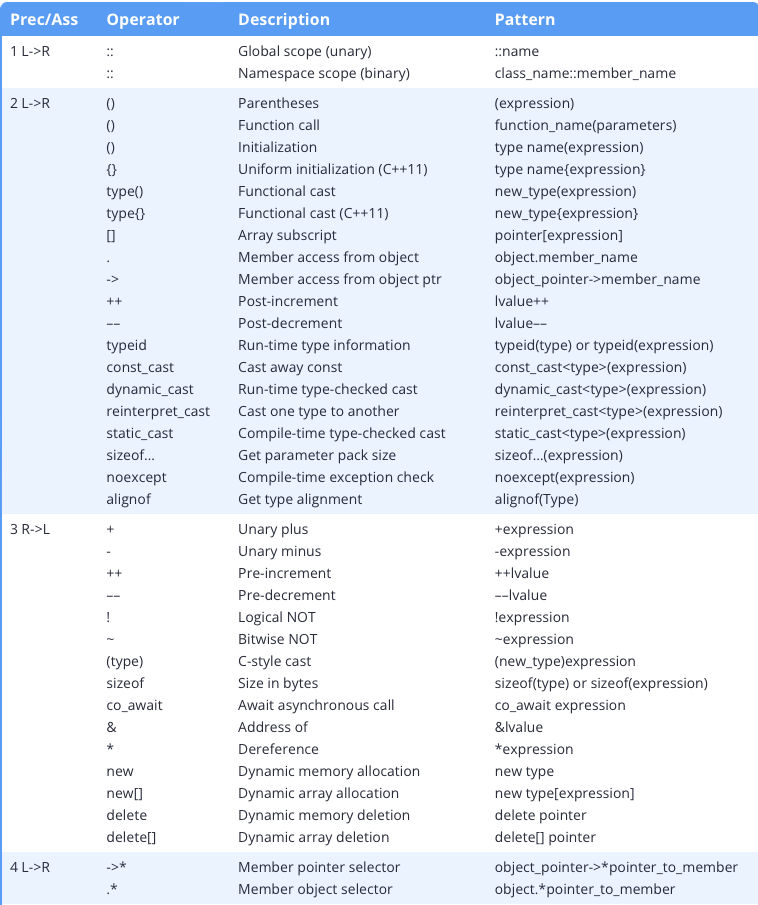 Prec/Ass Operator Description Pattern
1 L->R :: Global scope (unary) ::name
:: Namespace scope (binary) class_name::member_name
2 L->R () Parentheses (expression)
() Function call function_name(parameters)
() Initialization type name(expression)
{} Uniform initialization (C++11) type name{expression}
type() Functional cast new_type(expression)
type{} Functional cast (C++11) new_type{expression}
[] Array subscript pointer[expression]
. Member access from object object.member_name
-> Member access from object ptr object_pointer->member_name
++ Post-increment lvalue++
–– Post-decrement lvalue––
typeid Run-time type information typeid(type) or typeid(expression)
const_cast Cast away const const_cast<type>(expression)
dynamic_cast Run-time type-checked cast dynamic_cast<type>(expression)
reinterpret_cast Cast one type to another reinterpret_cast<type>(expression)
static_cast Compile-time type-checked cast static_cast<type>(expression)
sizeof… Get parameter pack size sizeof…(expression)
noexcept Compile-time exception check noexcept(expression)
alignof Get type alignment alignof(Type)
3 R->L + Unary plus +expression
- Unary minus -expression
++ Pre-increment ++lvalue
–– Pre-decrement ––lvalue
! Logical NOT !expression
~ Bitwise NOT ~expression
(type) C-style cast (new_type)expression
sizeof Size in bytes sizeof(type) or sizeof(expression)
co_await Await asynchronous call co_await expression
& Address of &lvalue
* Dereference *expression
new Dynamic memory allocation new type
new[] Dynamic array allocation new type[expression]
delete Dynamic memory deletion delete pointer
delete[] Dynamic array deletion delete[] pointer
4 L->R ->* Member pointer selector object_pointer->*pointer_to_member
.* Member object selector object.*pointer_to_member